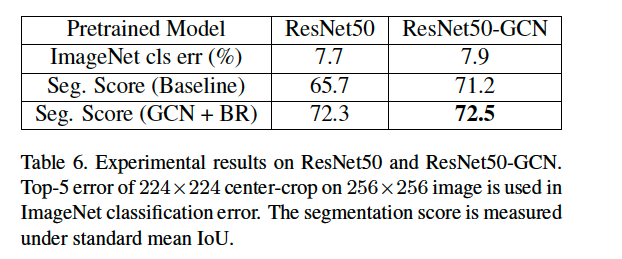 Pretrained Model ResNet50 ResNet50-GCN
ImageNet cls err (%) 7.7 7.9
Seg. Score (Baseline) 65.7 71.2
Seg. Score (GCN + BR) 72.3 72.5
Table 6. Experimental results on ResNet50 and ResNet50-GCN.
Top-5 error of 224×224 center-crop on 256×256 image is used in
ImageNet classification error. The segmentation score is measured
under standard mean IoU.